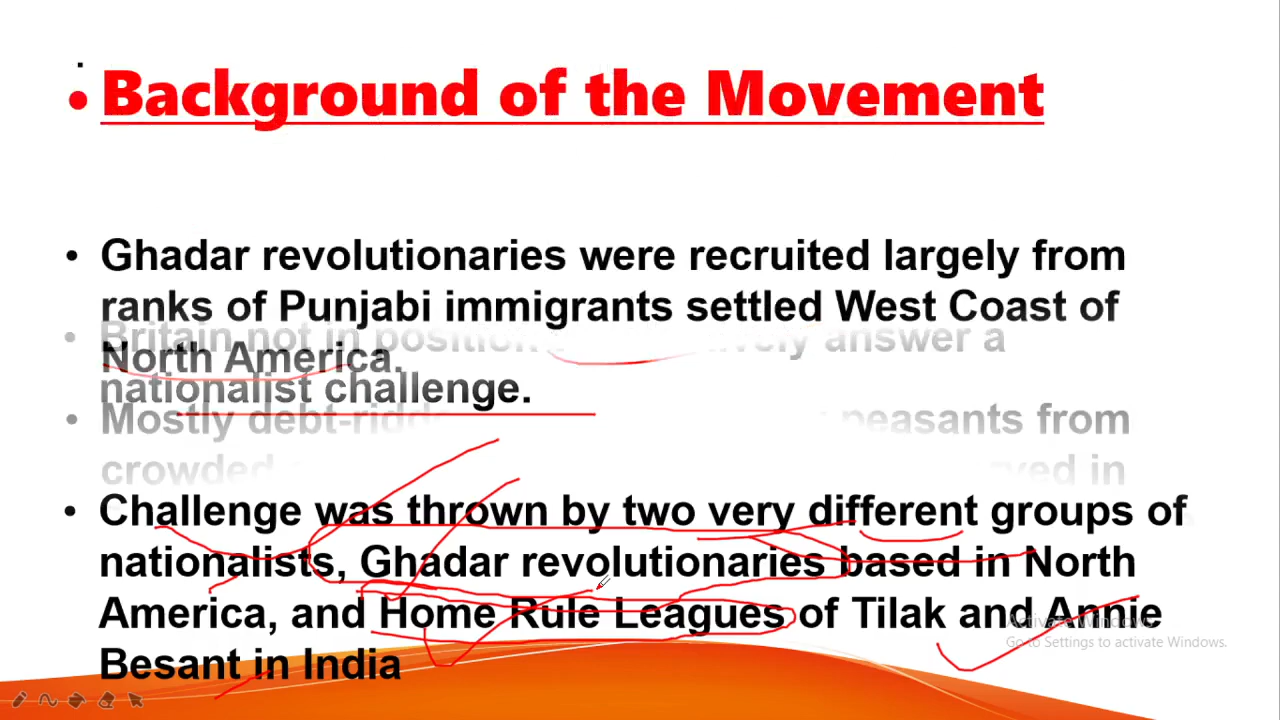 Background of the Movement
Ghadar revolutionaries were recruited largely from
ranks of Punjabi immigrants settled West Coast of
Britain not in position answer a
North America.
nationalist challenge.
Mostly peasants from
crowded
Challenge was thrown by two very different groups of
nationalists, Ghadar revolutionaries based in North
America, and Home Rule Leagues of Tilak and Annie
Besant in India
Activate Windows
Go to Settings to activate Windows.